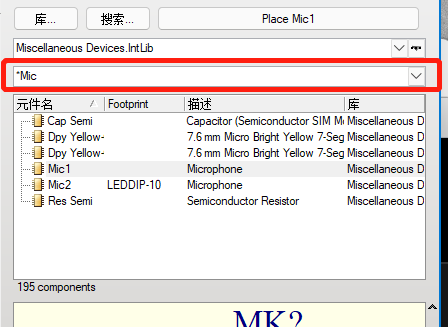 库... 搜索... Place Mic1
Miscellaneous Devices.IntLib
*Mic
元件名 Footprint 描述 库
Cap Semi Capacitor (Semiconductor SIM Mo Miscellaneous D
Dpy Yellow- 7.6 mm Micro Bright Yellow 7-Seg Miscellaneous D
Dpy Yellow- 7.6 mm Micro Bright Yellow 7-Seg Miscellaneous D
Mic1 Microphone Miscellaneous D
Mic2 LEDDIP-10 Microphone Miscellaneous D
Res Semi Semiconductor Resistor Miscellaneous D
195 components
MK?